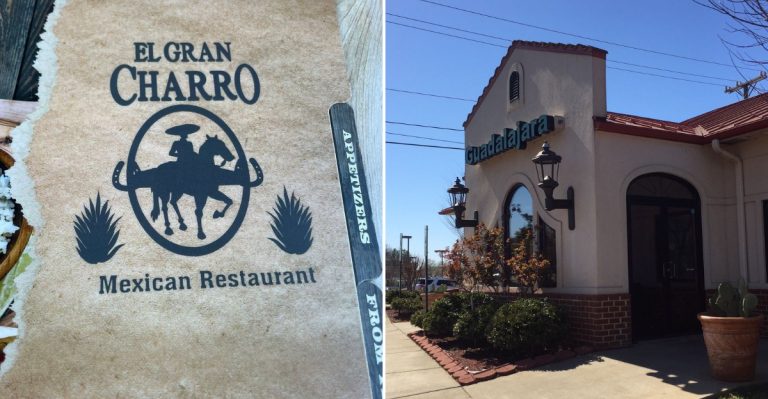 EL GRAN
CHARRO
Mexican Restaurant
APPETIZERS
FROM
Guadalajara